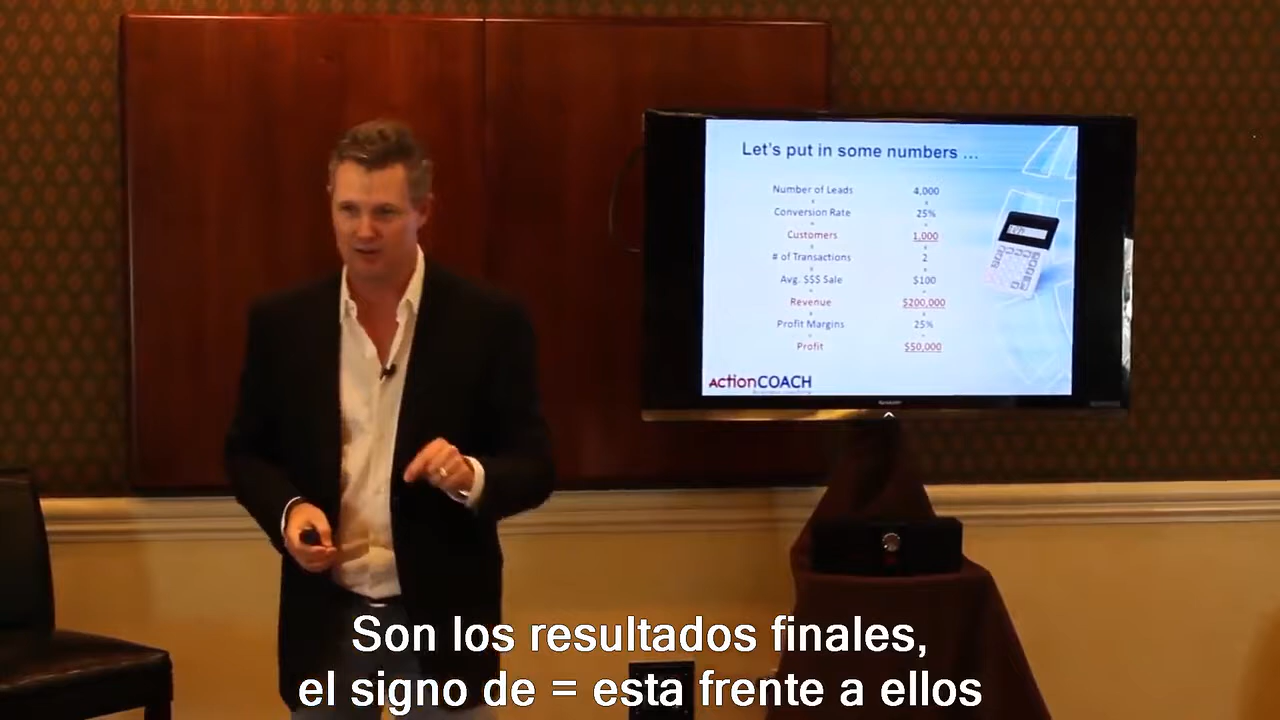 Let's put in some numbers ...
Number of Leads 4,000
x x
Conversion Rate 25%
= =
Customers 1,000
x x
# of Transactions 2
x x
Avg. $$$ Sale $100
= =
Revenue $200,000
x x
Profit Margins 25%
= =
Profit $50,000
ActionCOACH
Son los resultados finales,
el signo de = esta frente a ellos